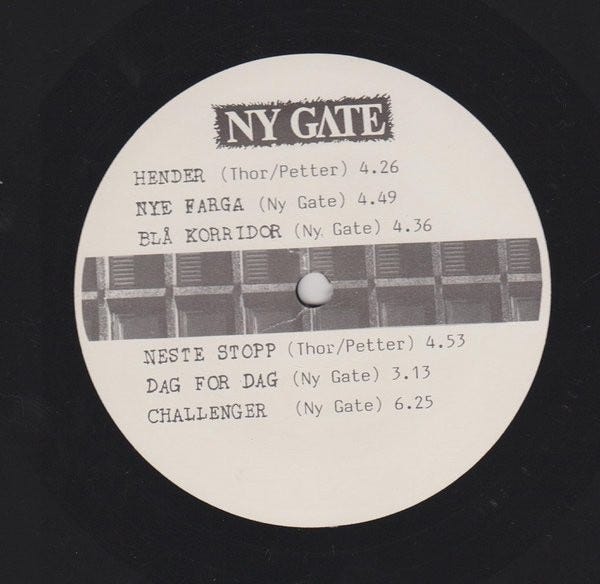 NY GATE
HENDER (Thor/Petter) 4.26
NYE FARGA (Ny Gate) 4.49
BLÅ KORRIDOR (Ny Gate) 4.36
NESTE STOPP (Thor/Petter) 4.53
DAG FOR DAG (Ny Gate) 3.13
CHALLENGER (Ny Gate) 6.25